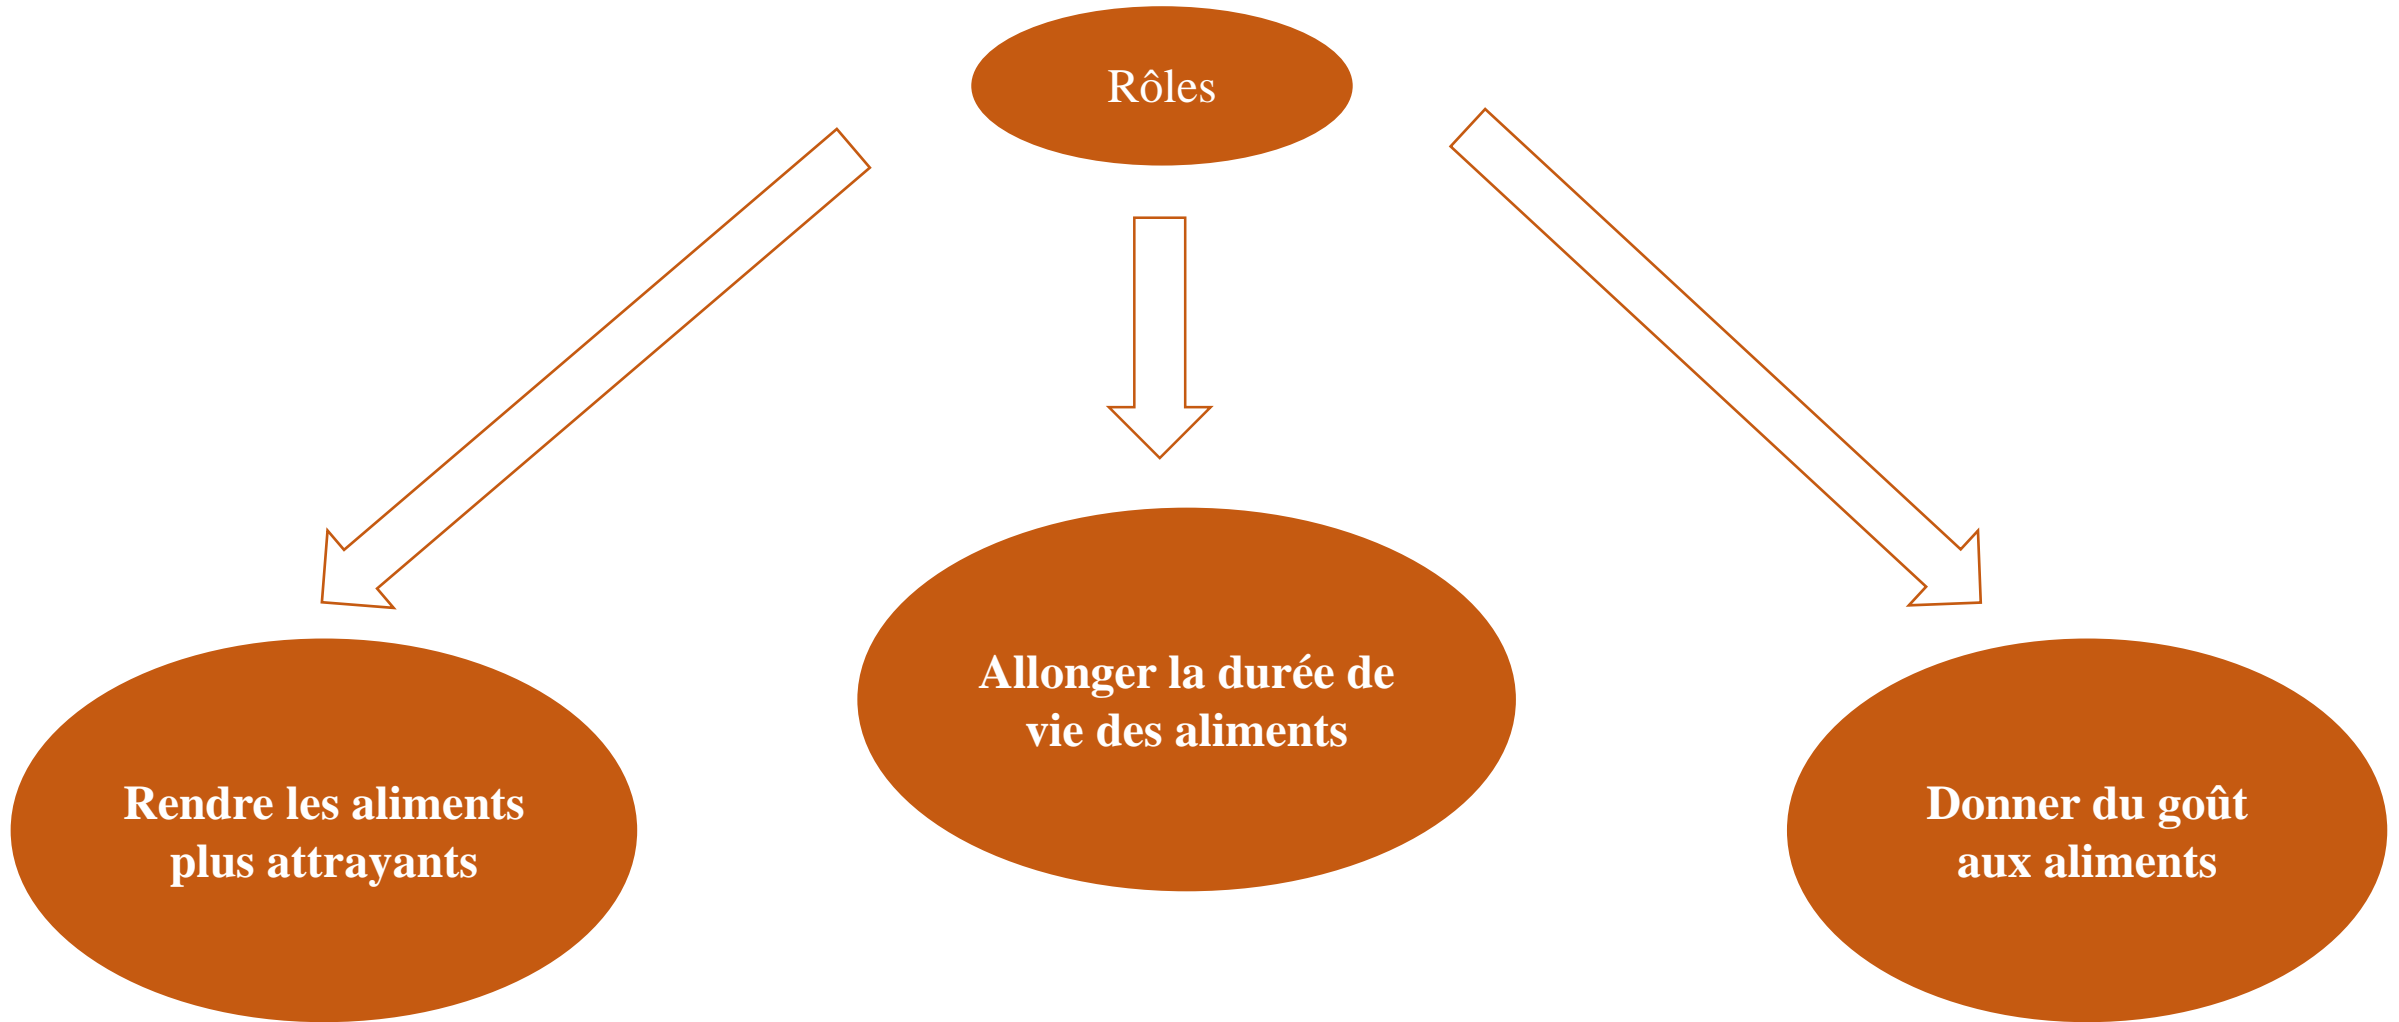 Rôles
Allonger la durée de
vie des aliments
Rendre les aliments
plus attrayants
Donner du goût
aux aliments